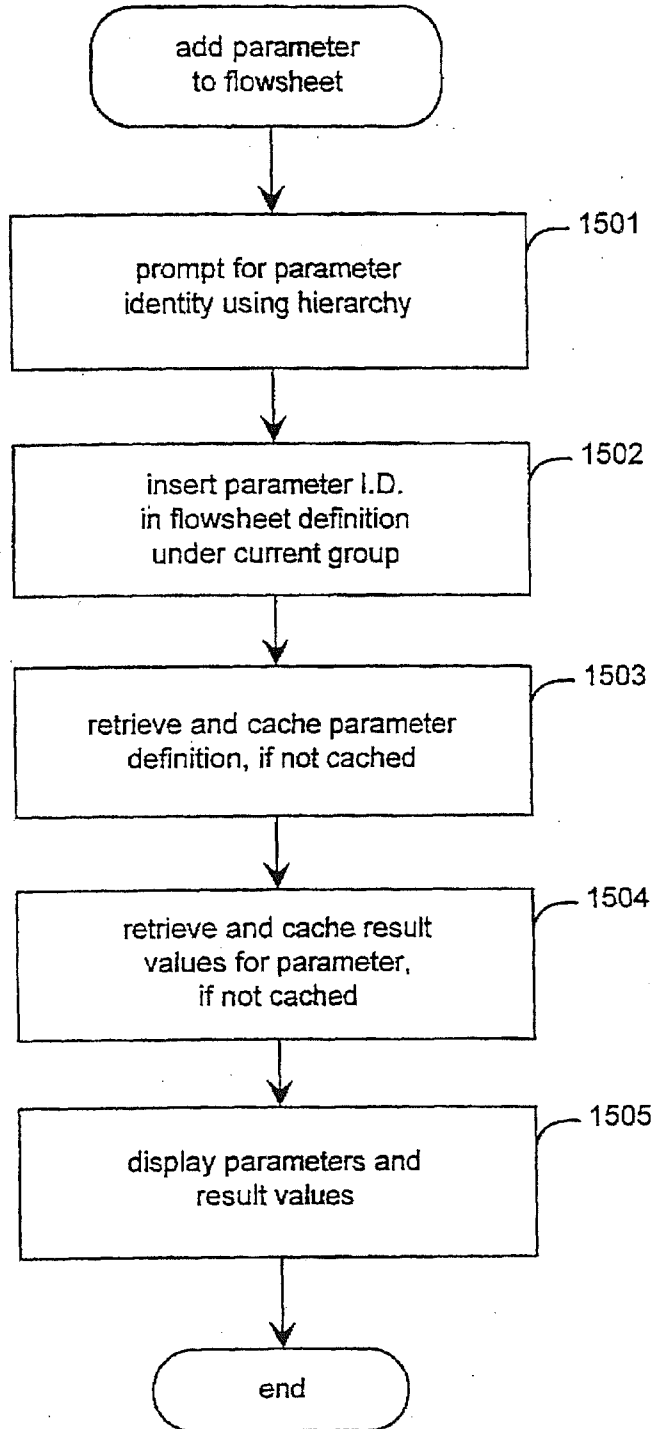 add parameter
to flowsheet
1501
prompt for parameter
identity using hierarchy
1502
insert parameter I.D.
in flowsheet definition
under current group
1503
retrieve and cache parameter
definition, if not cached
1504
retrieve and cache result
values for parameter,
if not cached
1505
display parameters and
result values
end